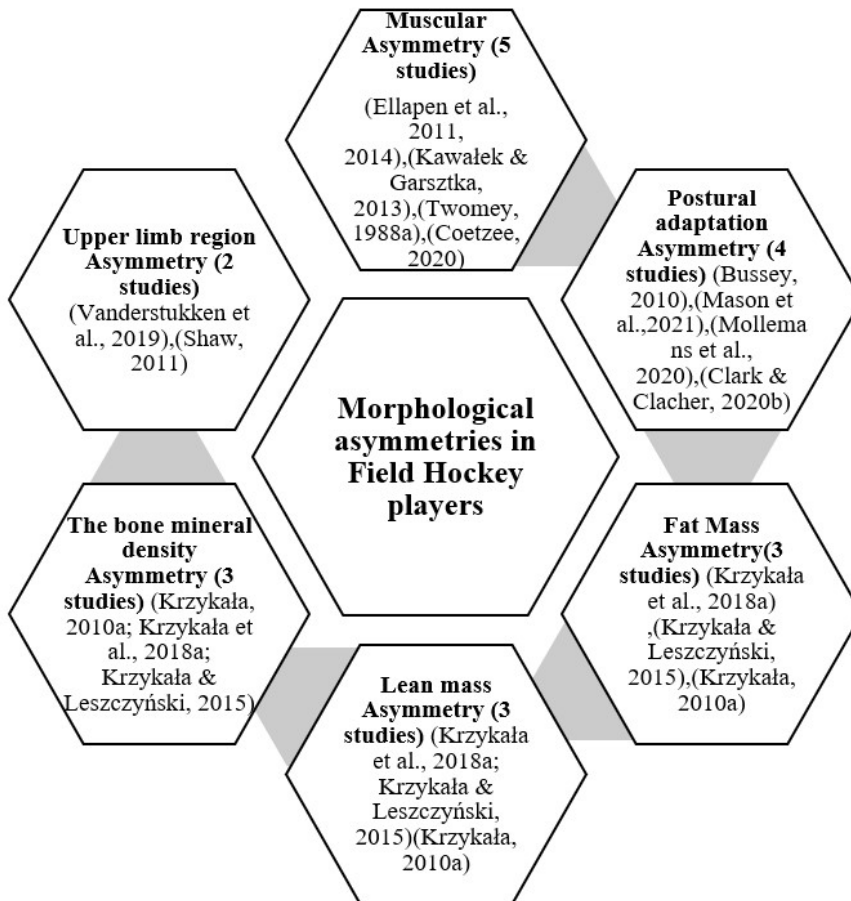 Muscular
Asymmetry (5
studies)
(Ellapen et al.,
2011,
2014),(Kawałek &
Garsztka,
2013),(Twomey,
1988a),(Coetzee,
2020)
Postural
adaptation
Asymmetry (4
studies) (Bussey,
2010),(Mason et
al.,2021),(Mollema
ns et al.,
2020),(Clark &
Clacher, 2020b)
Fat Mass
Asymmetry(3
studies) (Krzykała
et al., 2018a)
,(Krzykała &
Leszczyński,
2015),(Krzykała,
2010a)
Lean mass
Asymmetry (3
studies) (Krzykała
et al., 2018a;
Krzykała &
Leszczyński,
2015)(Krzykała,
2010a)
The bone mineral
density
Asymmetry (3
studies) (Krzykała,
2010a; Krzykała et
al., 2018a;
Krzykała &
Leszczyński, 2015)
Upper limb region
Asymmetry (2
studies)
(Vanderstukken et
al., 2019),(Shaw,
2011)
Morphological
asymmetries in
Field Hockey
players